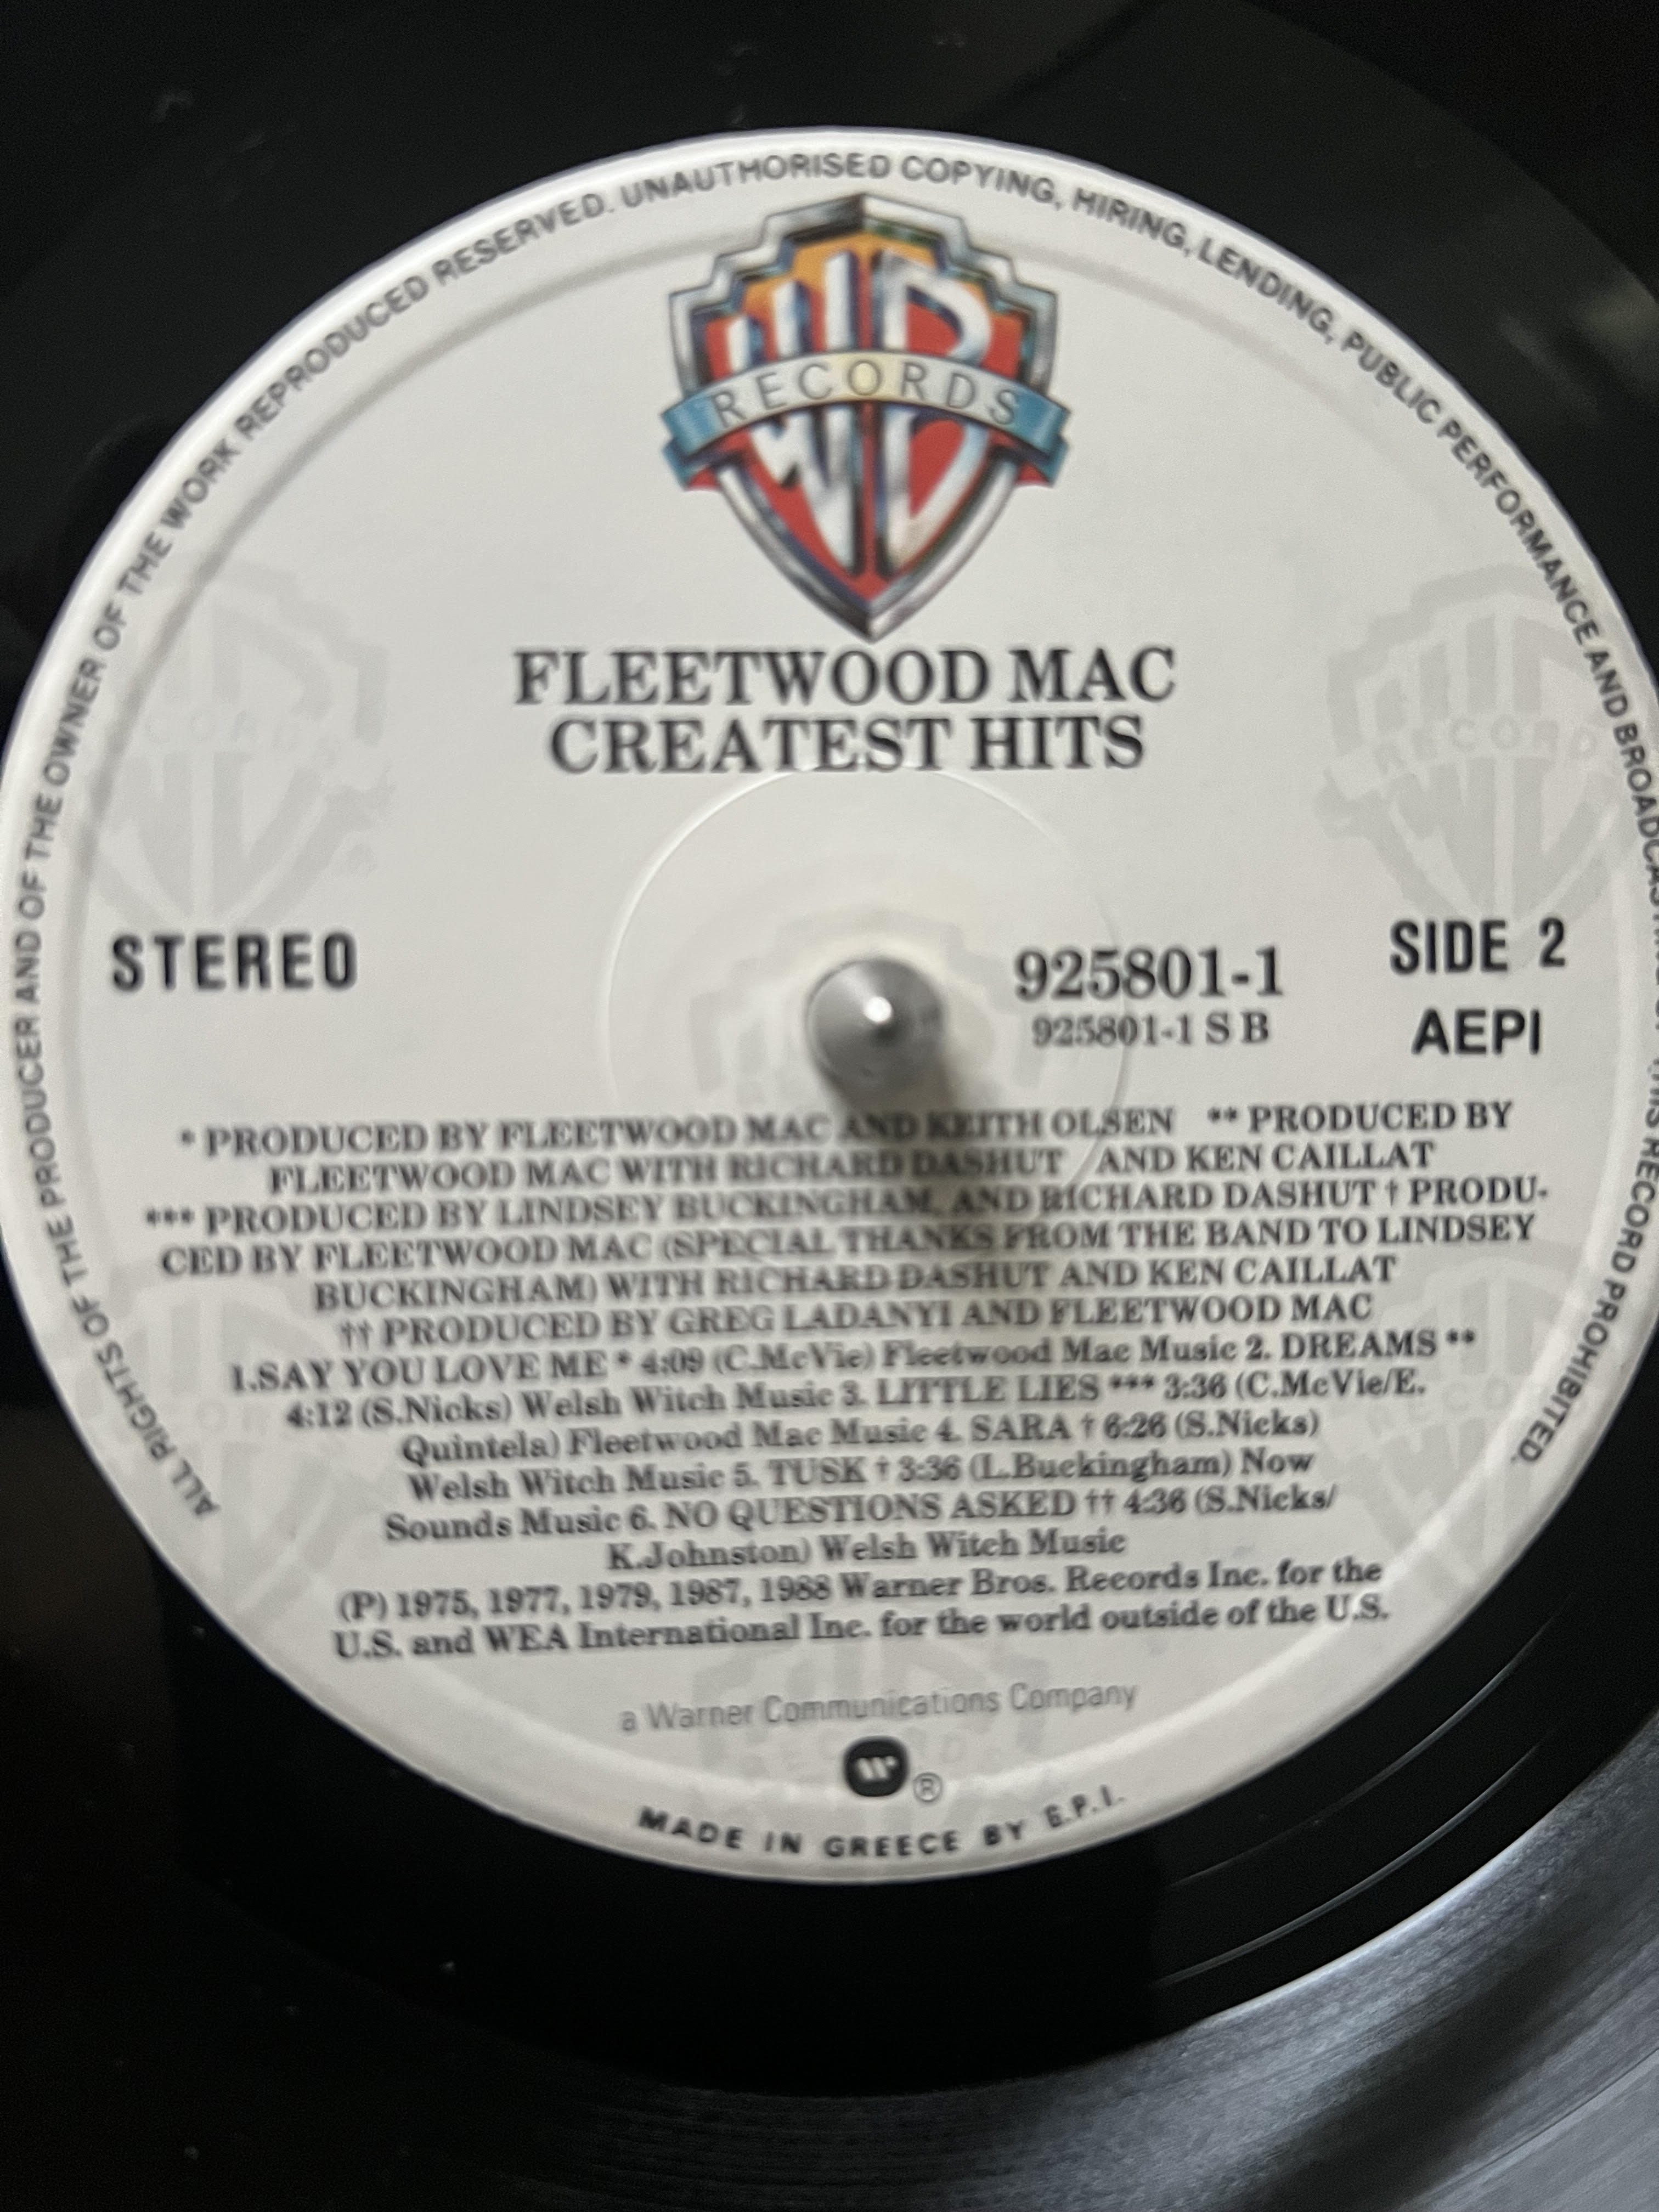 ALL RIGHTS OF THE PRODUCER AND OF THE OWNER OF THE WORK REPRODUCED RESERVED. UNAUTHORISED COPYING, HIRING, LENDING, PUBLIC PERFORMANCE AND BROADCASTING OF THIS RECORD PROHIBITED.
WB
RECORDS
FLEETWOOD MAC
CREATEST HITS
STEREO
925801-1
925801-1 S B
SIDE 2
AEPI
* PRODUCED BY FLEETWOOD MAC AND KEITH OLSEN ** PRODUCED BY
FLEETWOOD MAC WITH RICHARD DASHUT AND KEN CAILLAT
*** PRODUCED BY LINDSEY BUCKINGHAM, AND RICHARD DASHUT † PRODU-
CED BY FLEETWOOD MAC (SPECIAL THANKS FROM THE BAND TO LINDSEY
BUCKINGHAM) WITH RICHARD DASHUT AND KEN CAILLAT
†† PRODUCED BY GREG LADANYI AND FLEETWOOD MAC
1.SAY YOU LOVE ME * 4:09 (C.McVie) Fleetwood Mac Music 2. DREAMS **
4:12 (S.Nicks) Welsh Witch Music 3. LITTLE LIES *** 3:36 (C.McVie/E.
Quintela) Fleetwood Mac Music 4. SARA † 6:26 (S.Nicks)
Welsh Witch Music 5. TUSK † 3:36 (L.Buckingham) Now
Sounds Music 6. NO QUESTIONS ASKED †† 4:36 (S.Nicks/
K.Johnston) Welsh Witch Music
(P) 1975, 1977, 1979, 1987, 1988 Warner Bros. Records Inc. for the
U.S. and WEA International Inc. for the world outside of the U.S.
a Warner Communications Company
®
MADE IN GREECE BY E.P.I.